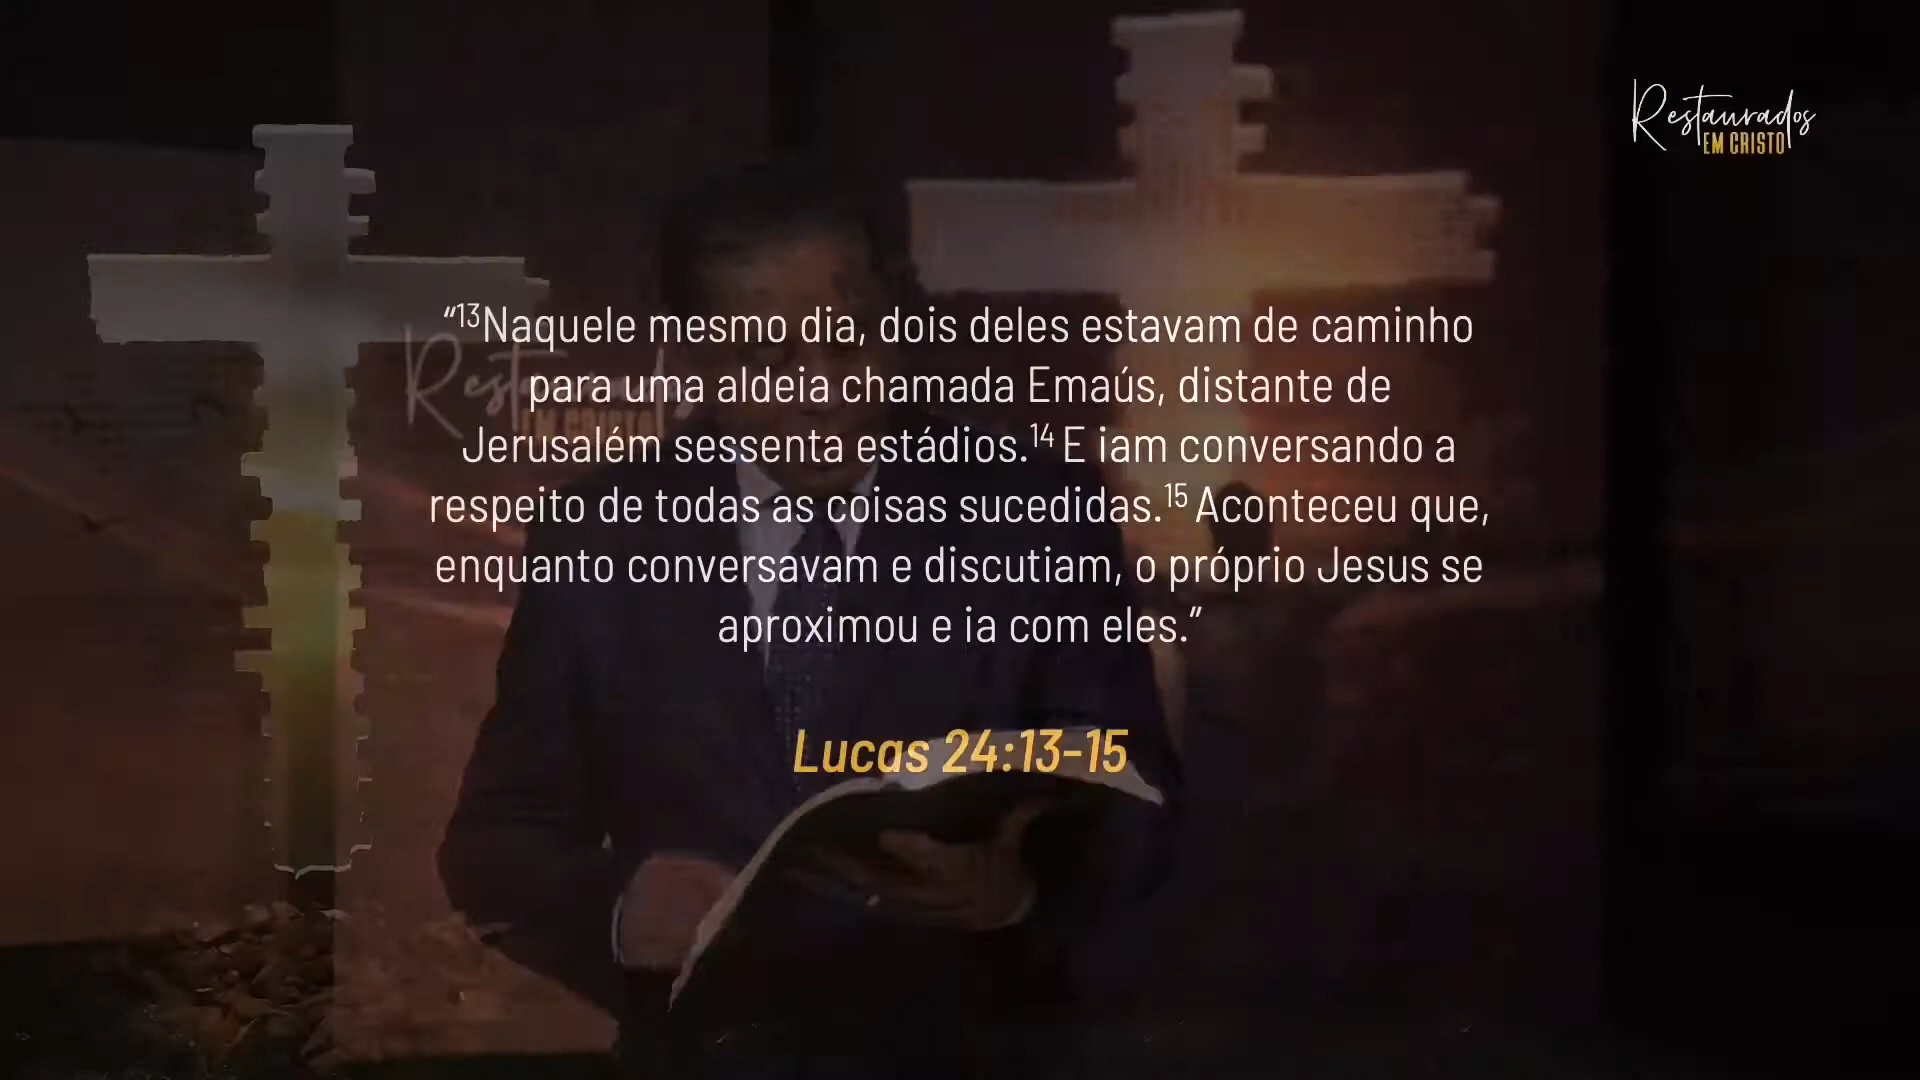 Restaurados
EM CRISTO
“¹³Naquele mesmo dia, dois deles estavam de caminho
para uma aldeia chamada Emaús, distante de
Jerusalém sessenta estádios.¹⁴ E iam conversando a
respeito de todas as coisas sucedidas.¹⁵ Aconteceu que,
enquanto conversavam e discutiam, o próprio Jesus se
aproximou e ia com eles.”
Lucas 24:13-15